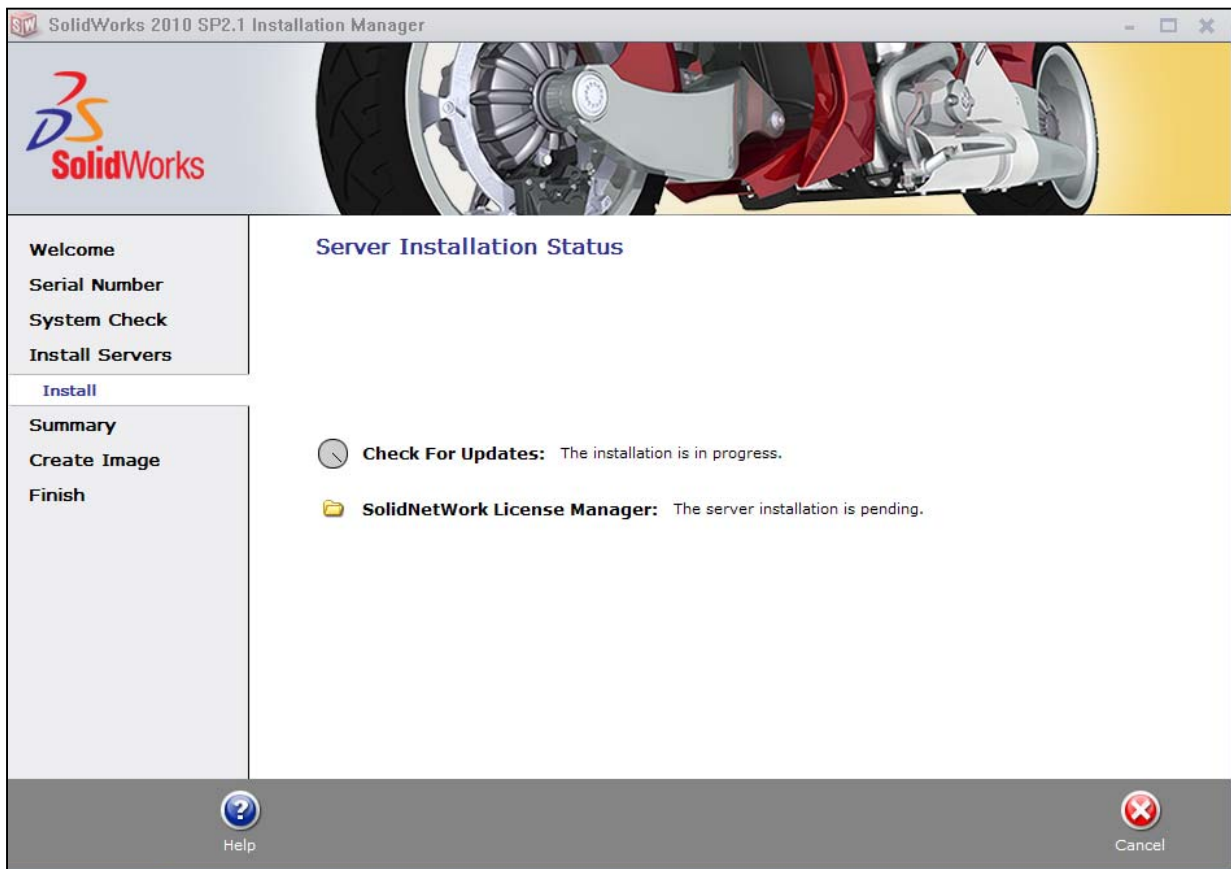 SolidWorks 2010 SP2.1 Installation Manager
SolidWorks
Welcome
Serial Number
System Check
Install Servers
Install
Summary
Create Image
Finish
Server Installation Status
Check For Updates: The installation is in progress.
SolidNetWork License Manager: The server installation is pending.
Help
Cancel